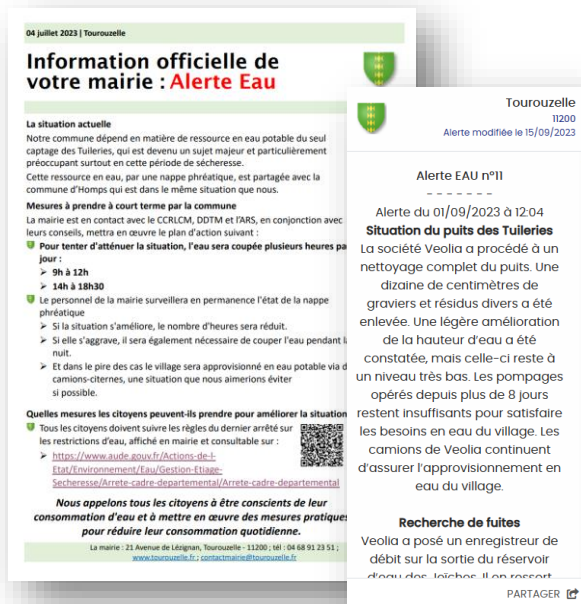 04 juillet 2023 | Tourouzelle
Information officielle de
votre mairie : Alerte Eau
La situation actuelle
Notre commune dépend en matière de ressource en eau potable du seul
captage des Tuileries, qui est devenu un sujet majeur et particulièrement
préoccupant surtout en cette période de sécheresse.
Cette ressource en eau, par une nappe phréatique, est partagée avec la
commune d'Homps qui est dans le même situation que nous.
Mesures à prendre à court terme par la commune
La mairie est en contact avec le CCRLCM, DDTM et l'ARS, en conjonction avec
leurs conseils, mettra en œuvre le plan d'action suivant :
Pour tenter d'atténuer la situation, l'eau sera coupée plusieurs heures pa
jour :
➢ 9h à 12h
➢ 14h à 18h30
Le personnel de la mairie surveillera en permanence l'état de la nappe
phréatique
➢ Si la situation s'améliore, le nombre d'heures sera réduit.
➢ Si elle s'aggrave, il sera également nécessaire de couper l'eau pendant l
nuit.
➢ Et dans le pire des cas le village sera approvisionné en eau potable via d
camions-citernes, une situation que nous aimerions éviter
si possible.
Quelles mesures les citoyens peuvent-ils prendre pour améliorer la situation
Tous les citoyens doivent suivre les règles du dernier arrêté sur
les restrictions d'eau, affiché en mairie et consultable sur :
➢ https://www.aude.gouv.fr/Actions-de-l-
Etat/Environnement/Eau/Gestion-Etiage-
Secheresse/Arrete-cadre-departemental/Arrete-cadre-departemental
Nous appelons tous les citoyens à être conscients de leur
consommation d'eau et à mettre en œuvre des mesures pratiques
pour réduire leur consommation quotidienne.
La mairie : 21 Avenue de Lézignan, Tourouzelle - 11200 ; tél : 04 68 91 23 51 ;
www.tourouzelle.fr ; contactmairie@tourouzelle.fr
Tourouzelle
11200
Alerte modifiée le 15/09/2023
Alerte EAU n°11
- - - - - - -
Alerte du 01/09/2023 à 12:04
Situation du puits des Tuileries
La société Veolia a procédé à un
nettoyage complet du puits. Une
dizaine de centimètres de
graviers et résidus divers a été
enlevée. Une légère amélioration
de la hauteur d'eau a été
constatée, mais celle-ci reste à
un niveau très bas. Les pompages
opérés depuis plus de 8 jours
restent insuffisants pour satisfaire
les besoins en eau du village. Les
camions de Veolia continuent
d'assurer l'approvisionnement en
eau du village.
Recherche de fuites
Veolia a posé un enregistreur de
débit sur la sortie du réservoir
d'eau des Joïches. Il en ressort
PARTAGER